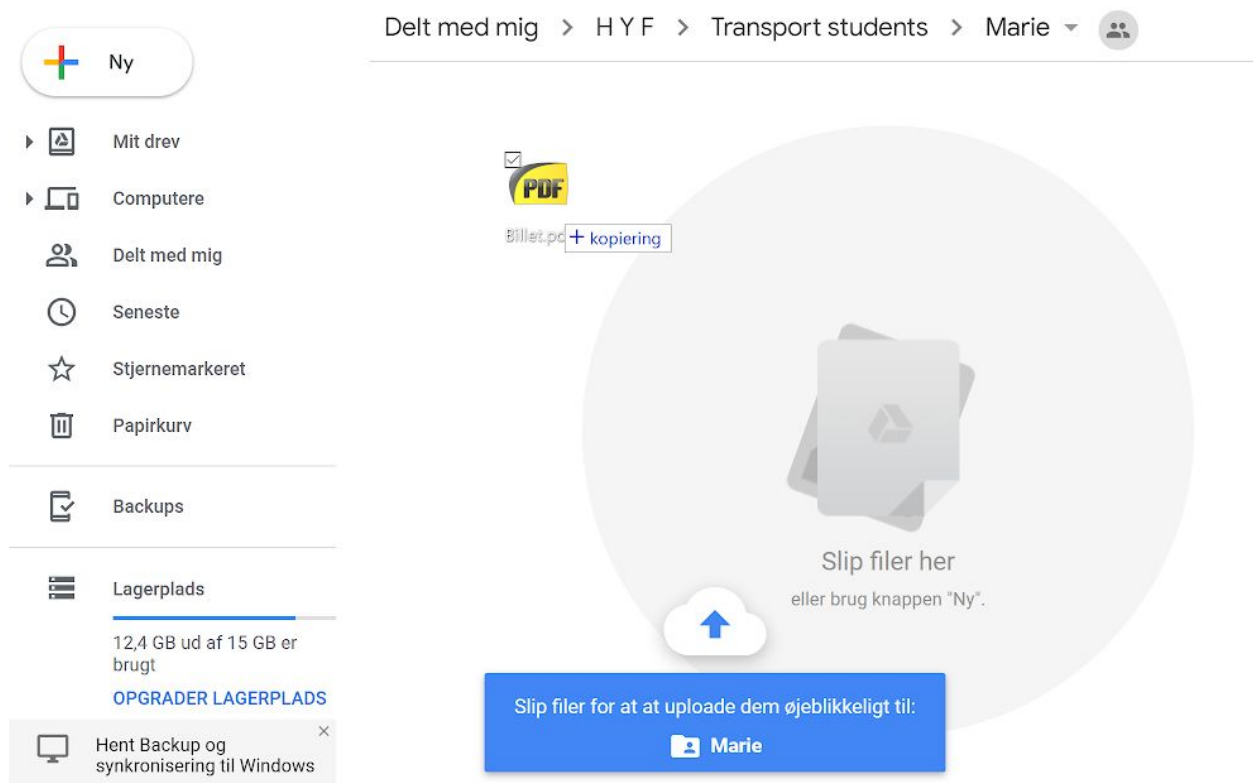 Delt med mig > H Y F > Transport students > Marie
Ny
Mit drev
Computere
Delt med mig
Seneste
Stjernemarkeret
Papirkurv
Backups
Lagerplads
12,4 GB ud af 15 GB er
brugt
OPGRADER LAGERPLADS
Hent Backup og
synkronisering til Windows
PDF
Billet.pd
+ kopiering
Slip filer her
eller brug knappen "Ny".
Slip filer for at at uploade dem øjeblikkeligt til:
Marie